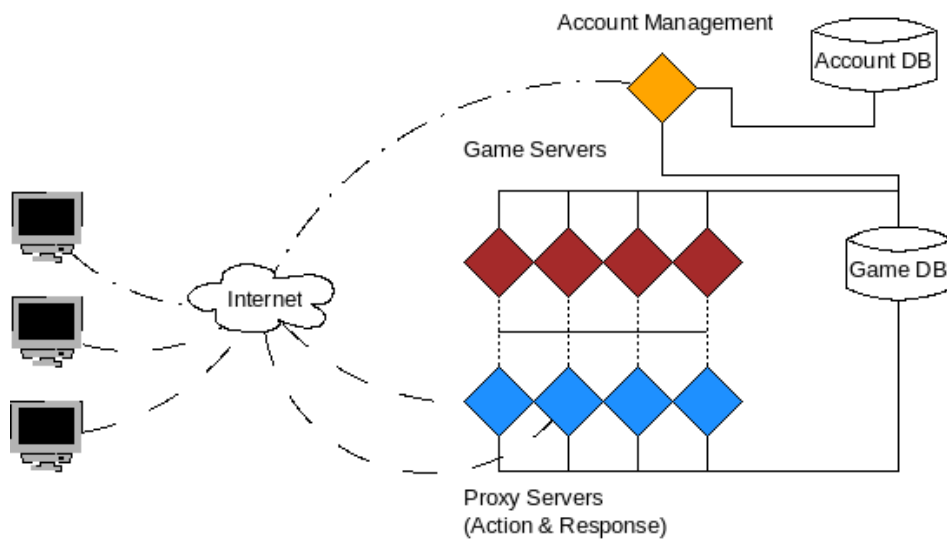 Account Management
Account DB
Game Servers
Game DB
Internet
Proxy Servers
(Action & Response)